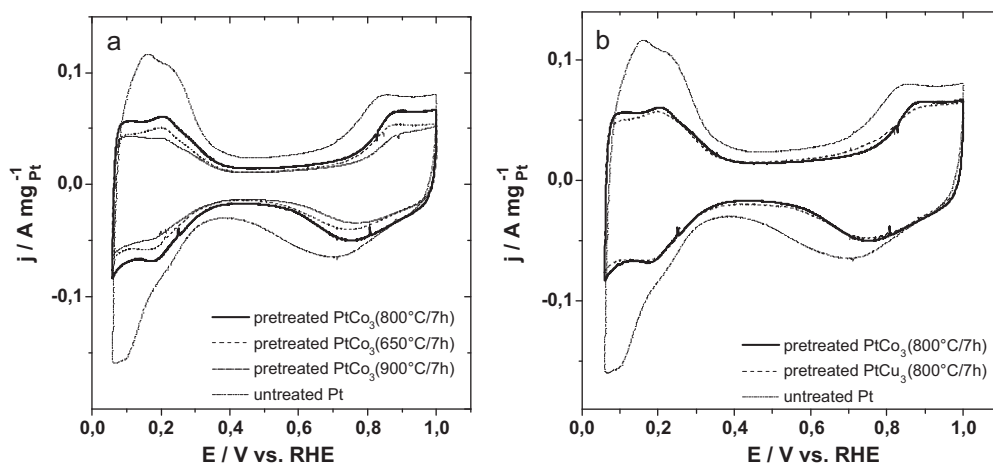 a
0,1
0,0
-0,1
j / A mg⁻¹Pt
pretreated PtCo₃(800°C/7h)
pretreated PtCo₃(650°C/7h)
pretreated PtCo₃(900°C/7h)
untreated Pt
0,0 0,2 0,4 0,6 0,8 1,0
E / V vs. RHE
b
0,1
0,0
-0,1
j / A mg⁻¹Pt
pretreated PtCo₃(800°C/7h)
pretreated PtCu₃(800°C/7h)
untreated Pt
0,0 0,2 0,4 0,6 0,8 1,0
E / V vs. RHE